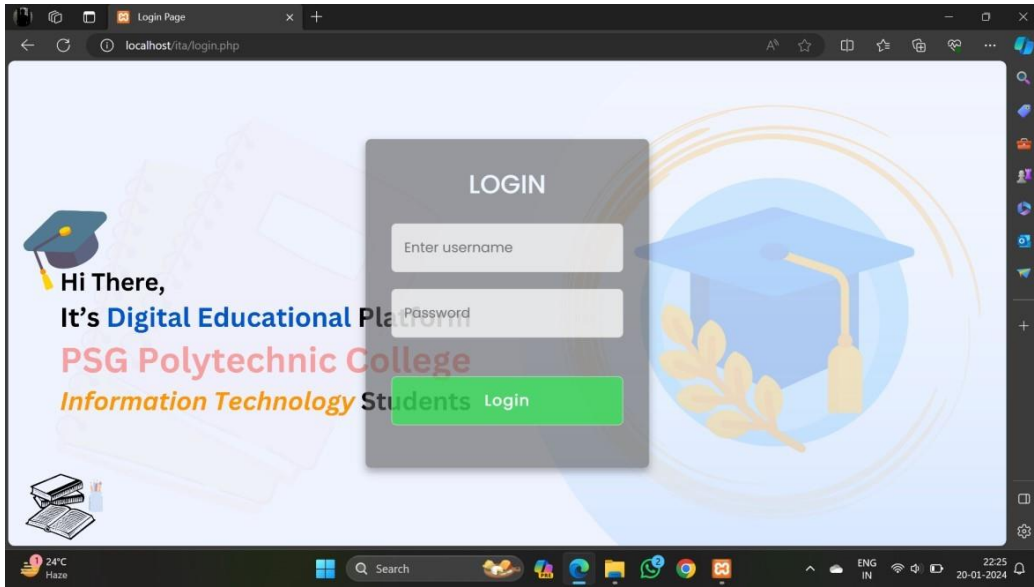 Login Page
localhost/ita/login.php
LOGIN
Enter username
Password
Login
Hi There,
It's Digital Educational Platform
PSG Polytechnic College
Information Technology Students
24°C
Haze
Search
ENG
IN
22:25
20-01-2024